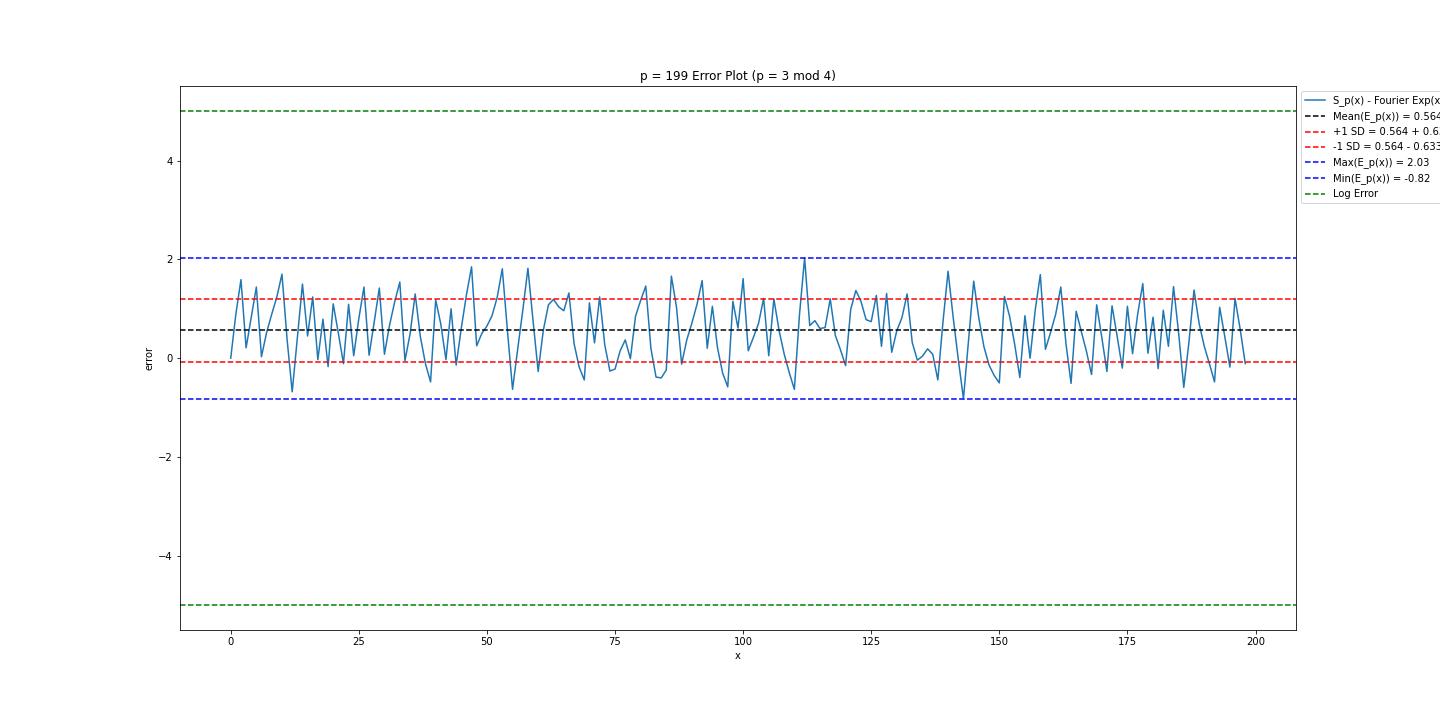 p = 199 Error Plot (p = 3 mod 4)
S_p(x) - Fourier Exp(x
Mean(E_p(x)) = 0.564
+1 SD = 0.564 + 0.6
-1 SD = 0.564 - 0.633
Max(E_p(x)) = 2.03
Min(E_p(x)) = -0.82
Log Error
4
2
0
−2
−4
error
0 25 50 75 100 125 150 175 200
x